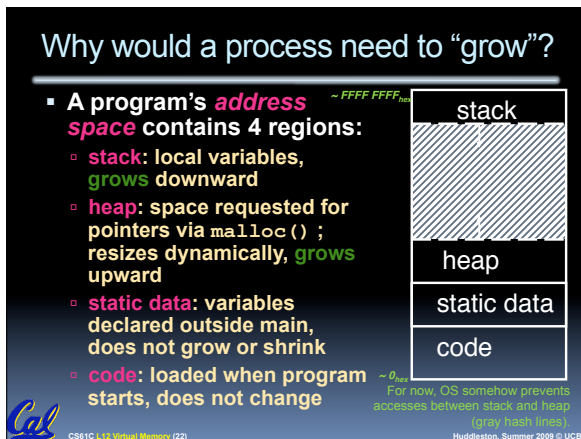 Why would a process need to “grow”?
▪ A program’s address
space contains 4 regions:
▫ stack: local variables,
grows downward
▫ heap: space requested for
pointers via malloc() ;
resizes dynamically, grows
upward
▫ static data: variables
declared outside main,
does not grow or shrink
▫ code: loaded when program
starts, does not change
~ FFFF FFFFhex
stack
heap
static data
code
~ 0hex
For now, OS somehow prevents
accesses between stack and heap
(gray hash lines).
Cal
CS61C L12 Virtual Memory (22)
Huddleston, Summer 2009 © UCB